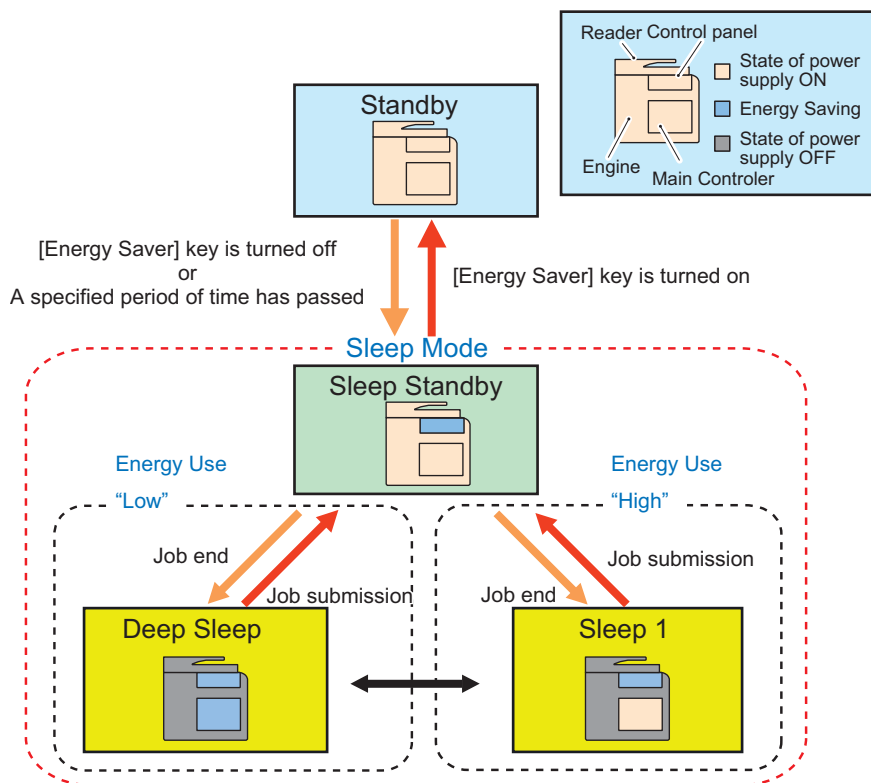 Reader Control panel
State of power
supply ON
Energy Saving
State of power
supply OFF
Engine
Main Controler
Standby
[Energy Saver] key is turned off
or
A specified period of time has passed
[Energy Saver] key is turned on
Sleep Mode
Sleep Standby
Energy Use
“Low”
Energy Use
“High”
Job end
Job submission
Job submission
Job end
Deep Sleep
Sleep 1